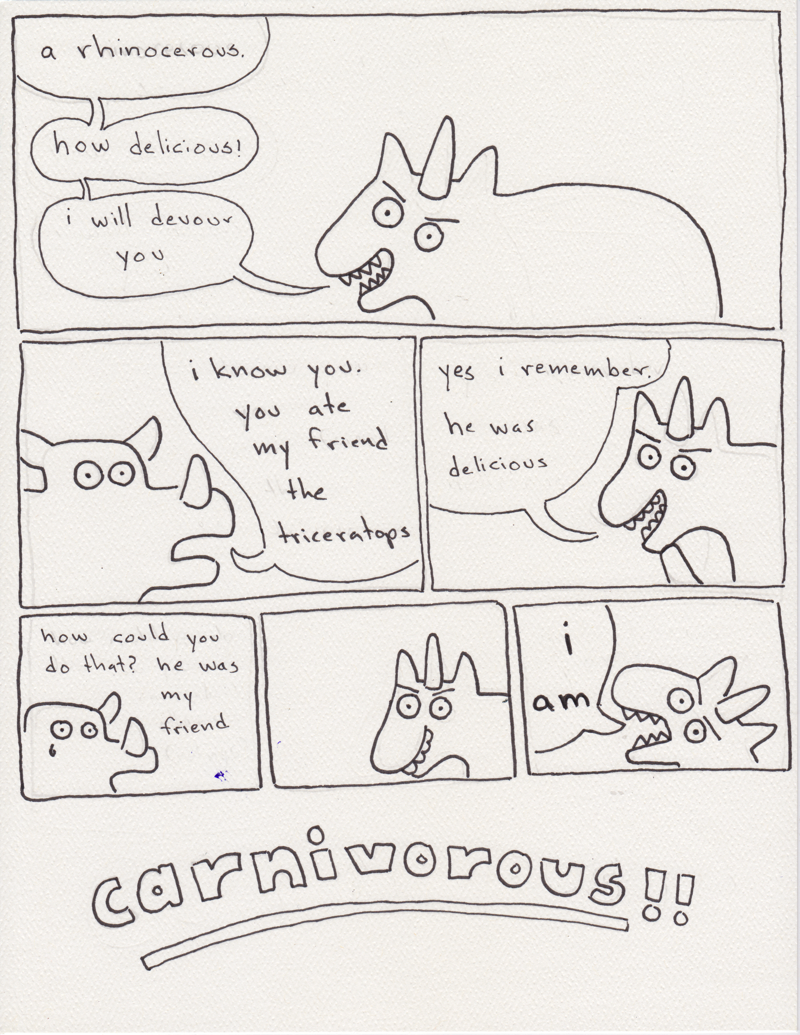 a rhinocerous.
how delicious!
i will devour
you
i know you.
you ate
my friend
the
triceratops
yes i remember.
he was
delicious
how could you
do that? he was
my
friend
i
am
carnivorous!!